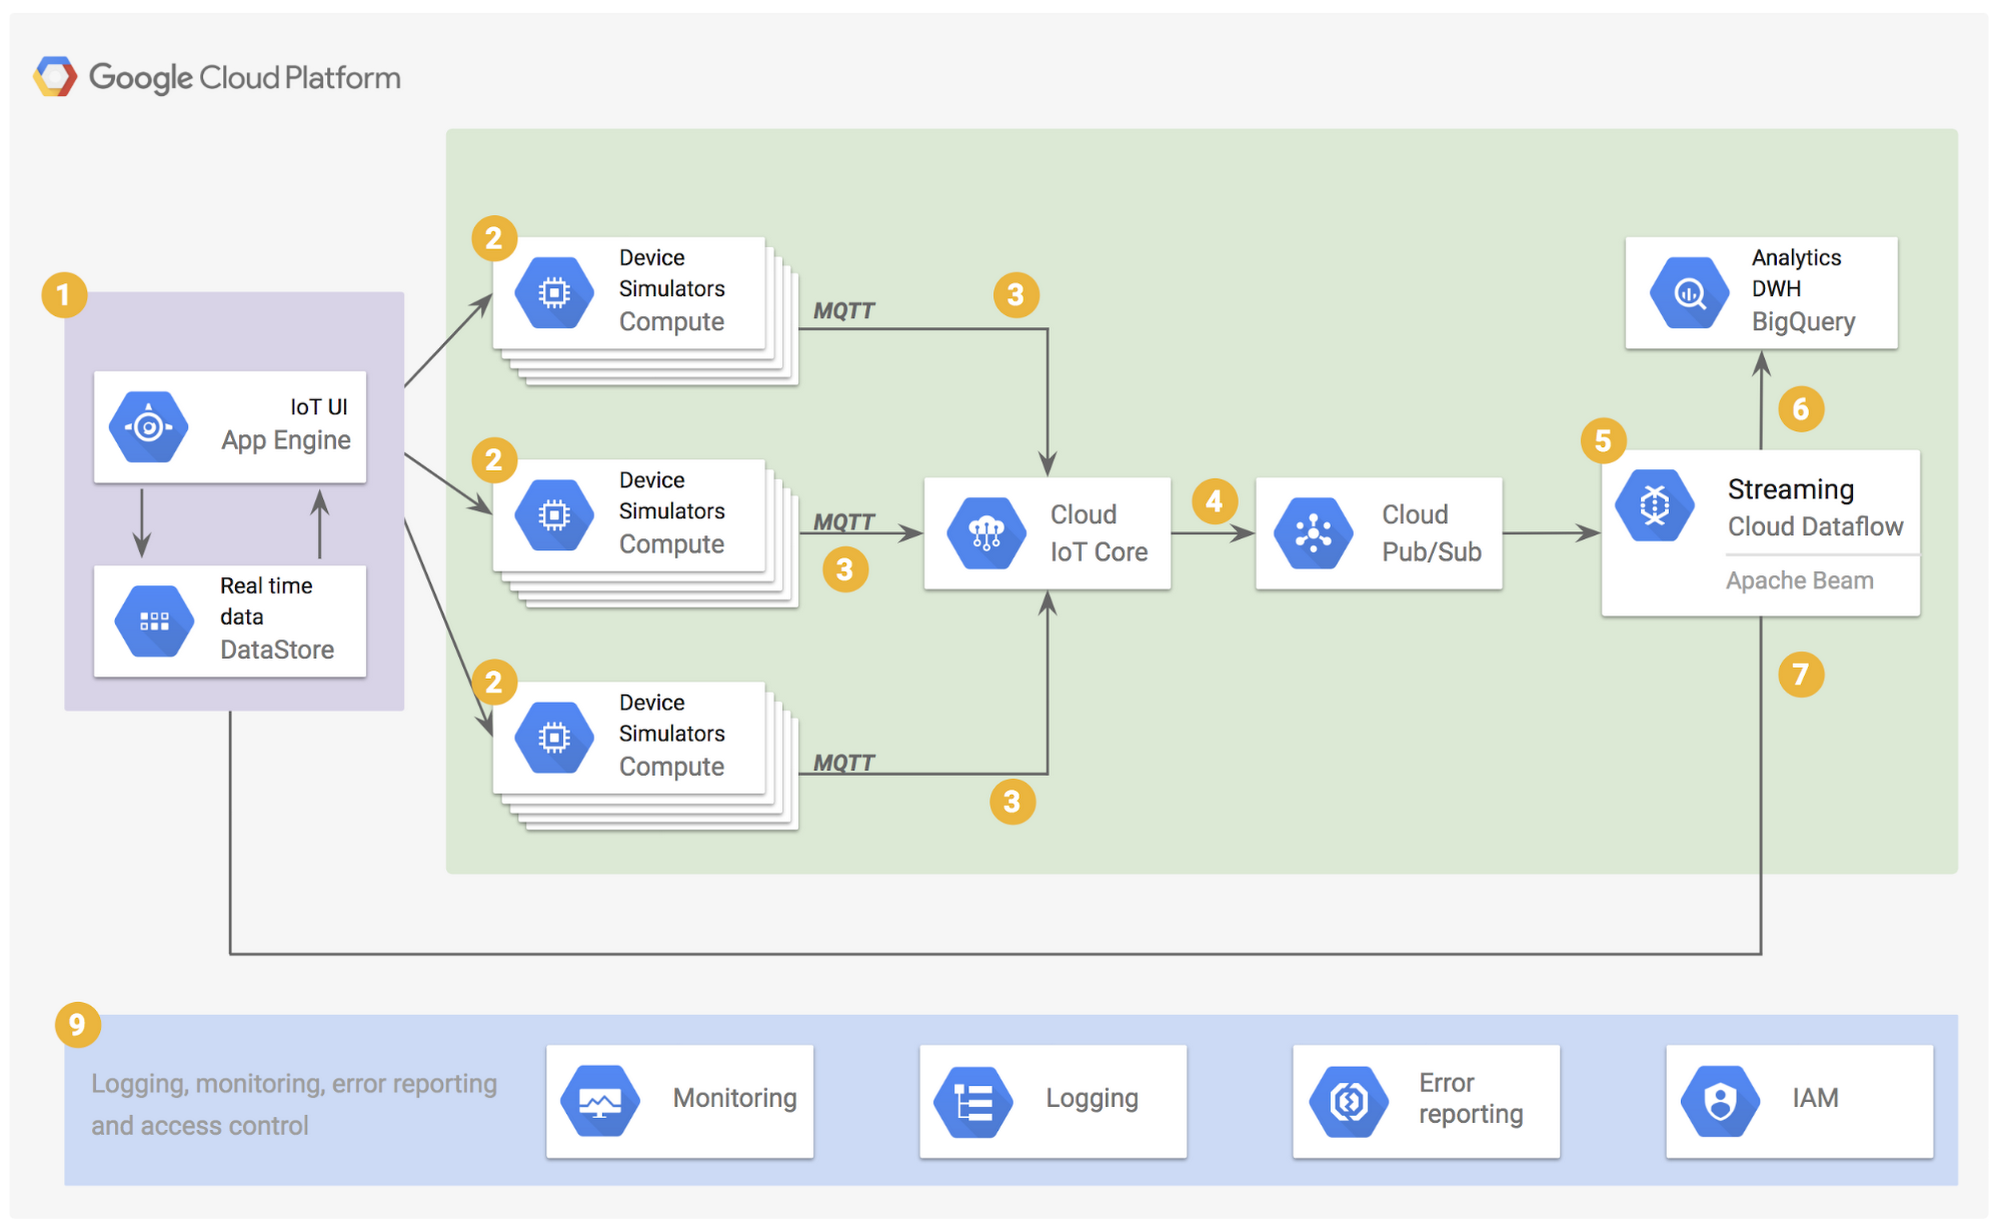 Google Cloud Platform
1
IoT UI
App Engine
Real time
data
DataStore
2
Device
Simulators
Compute
MQTT
3
2
Device
Simulators
Compute
MQTT
3
2
Device
Simulators
Compute
MQTT
3
Cloud
IoT Core
4
Cloud
Pub/Sub
5
Streaming
Cloud Dataflow
Apache Beam
6
Analytics
DWH
BigQuery
7
9
Logging, monitoring, error reporting
and access control
Monitoring
Logging
Error
reporting
IAM